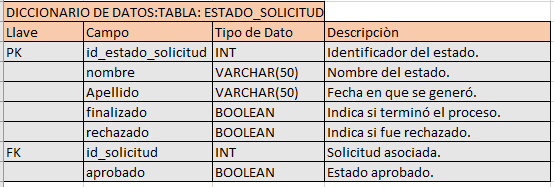 DICCIONARIO DE DATOS:TABLA: ESTADO_SOLICITUD
Llave Campo Tipo de Dato Descripciòn
PK id_estado_solicitud INT Identificador del estado.
nombre VARCHAR(50) Nombre del estado.
Apellido VARCHAR(50) Fecha en que se generó.
finalizado BOOLEAN Indica si terminó el proceso.
rechazado BOOLEAN Indica si fue rechazado.
FK id_solicitud INT Solicitud asociada.
aprobado BOOLEAN Estado aprobado.